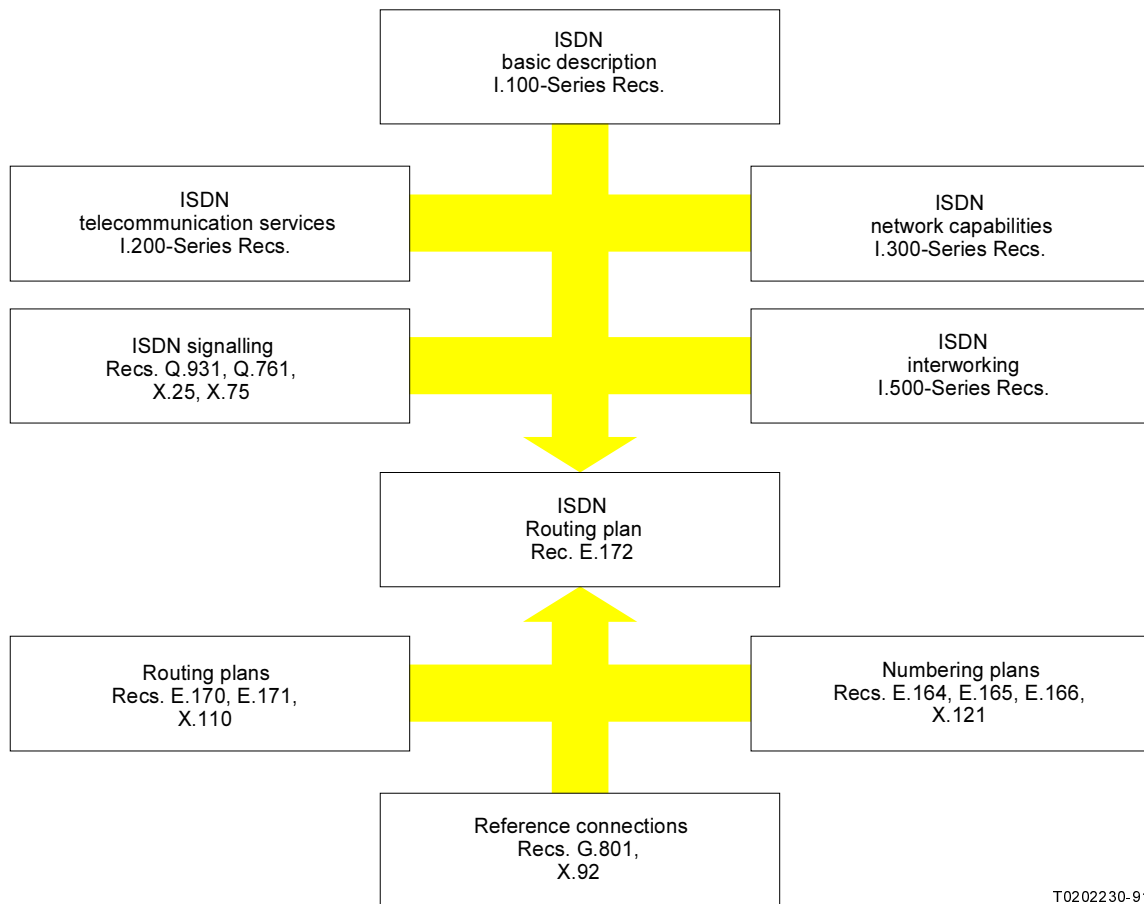 ISDN
basic description
I.100-Series Recs.
ISDN
telecommunication services
I.200-Series Recs.
ISDN
network capabilities
I.300-Series Recs.
ISDN signalling
Recs. Q.931, Q.761,
X.25, X.75
ISDN
interworking
I.500-Series Recs.
ISDN
Routing plan
Rec. E.172
Routing plans
Recs. E.170, E.171,
X.110
Numbering plans
Recs. E.164, E.165, E.166,
X.121
Reference connections
Recs. G.801,
X.92
T0202230-91